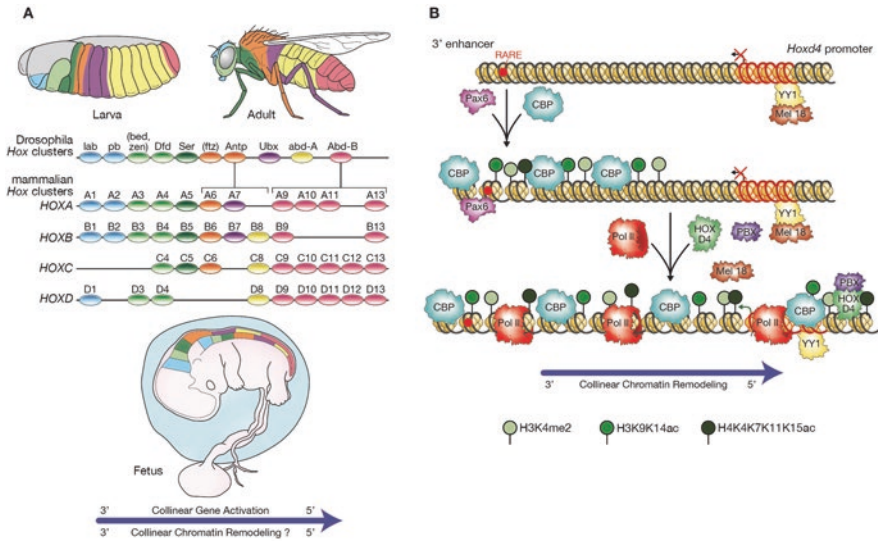 A
Larva
Adult
Drosophila
Hox clusters
lab pb (bed, zen) Dfd Ser (ftz) Antp Ubx abd-A Abd-B
mammalian
Hox clusters
HOXA A1 A2 A3 A4 A5 A6 A7 A9 A10 A11 A13
HOXB B1 B2 B3 B4 B5 B6 B7 B8 B9 B13
HOXC C4 C5 C6 C8 C9 C10 C11 C12 C13
HOXD D1 D3 D4 D8 D9 D10 D11 D12 D13
Fetus
3' Collinear Gene Activation 5'
3' Collinear Chromatin Remodeling ? 5'
B
3' enhancer
Hoxd4 promoter
RARE
YY1
Mel 18
Pax6
CBP
CBP
CBP
CBP
Pax6
YY1
Mel 18
Pol II
HOX
D4
PBX
Mel 18
CBP
Pol II
CBP
Pol II
CBP
Pol II
CBP
YY1
PBX
HOX
D4
3' 5'
Collinear Chromatin Remodeling
H3K4me2 H3K9K14ac H4K4K7K11K15ac